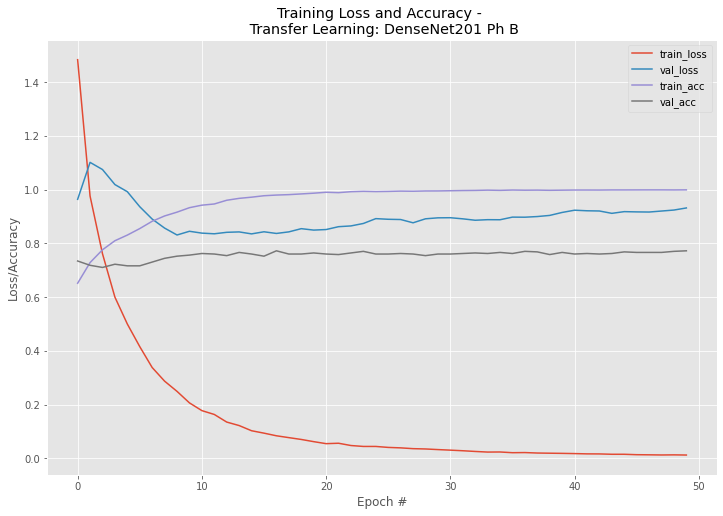 Training Loss and Accuracy -
Transfer Learning: DenseNet201 Ph B
train_loss
val_loss
train_acc
val_acc
Loss/Accuracy
1.4
1.2
1.0
0.8
0.6
0.4
0.2
0.0
0 10 20 30 40 50
Epoch #